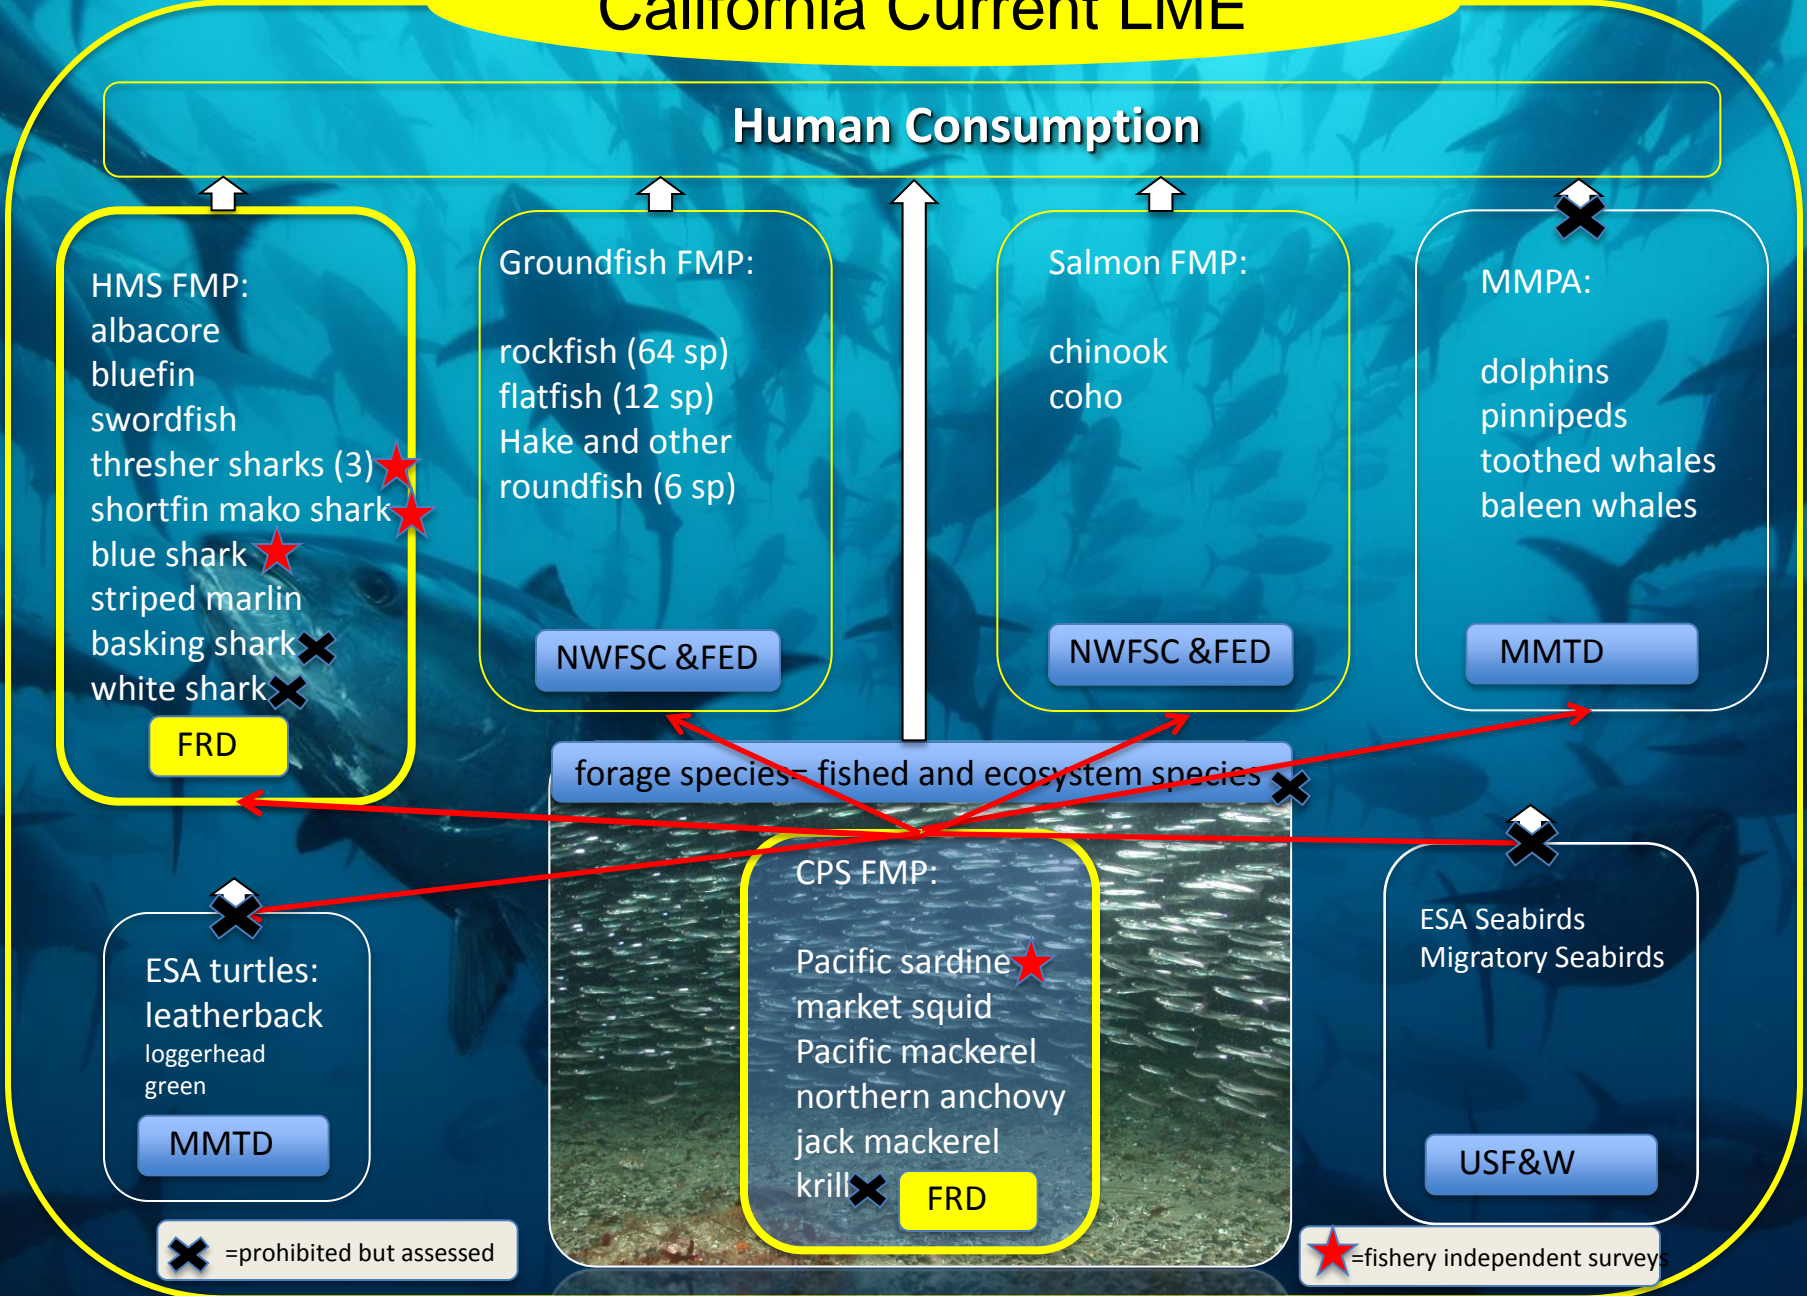 California Current LME
Human Consumption
HMS FMP:
albacore
bluefin
swordfish
thresher sharks (3)
shortfin mako shark
blue shark
striped marlin
basking shark
white shark
FRD
Groundfish FMP:
rockfish (64 sp)
flatfish (12 sp)
Hake and other
roundfish (6 sp)
NWFSC &FED
Salmon FMP:
chinook
coho
NWFSC &FED
MMPA:
dolphins
pinnipeds
toothed whales
baleen whales
MMTD
forage species= fished and ecosystem species
ESA turtles:
leatherback
loggerhead
green
MMTD
CPS FMP:
Pacific sardine
market squid
Pacific mackerel
northern anchovy
jack mackerel
krill
FRD
ESA Seabirds
Migratory Seabirds
USF&W
=prohibited but assessed
=fishery independent surveys